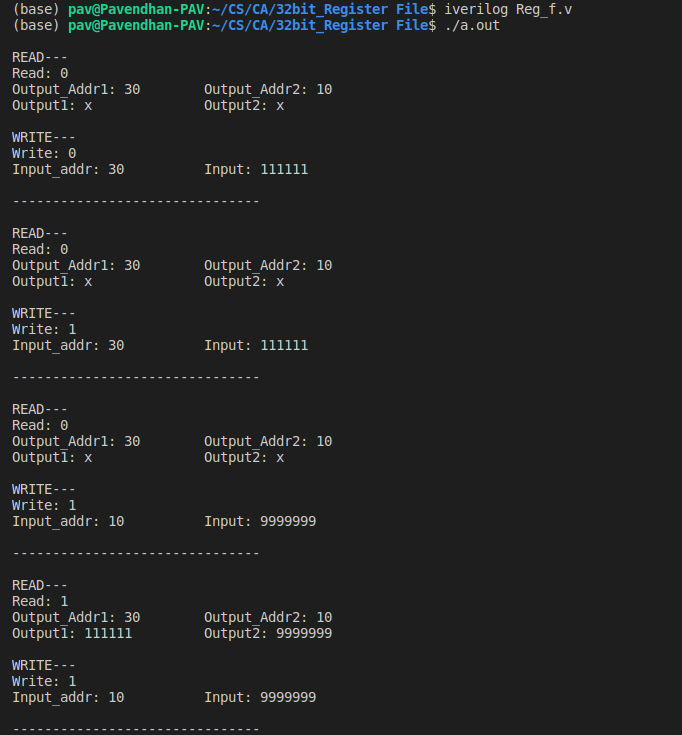 (base) pav@Pavendhan-PAV:~/CS/CA/32bit_Register File$ iverilog Reg_f.v
(base) pav@Pavendhan-PAV:~/CS/CA/32bit_Register File$ ./a.out
READ---
Read: 0
Output_Addr1: 30 Output_Addr2: 10
Output1: x Output2: x
WRITE---
Write: 0
Input_addr: 30 Input: 111111
-------------------------------
READ---
Read: 0
Output_Addr1: 30 Output_Addr2: 10
Output1: x Output2: x
WRITE---
Write: 1
Input_addr: 30 Input: 111111
-------------------------------
READ---
Read: 0
Output_Addr1: 30 Output_Addr2: 10
Output1: x Output2: x
WRITE---
Write: 1
Input_addr: 10 Input: 9999999
-------------------------------
READ---
Read: 1
Output_Addr1: 30 Output_Addr2: 10
Output1: 111111 Output2: 9999999
WRITE---
Write: 1
Input_addr: 10 Input: 9999999
-------------------------------